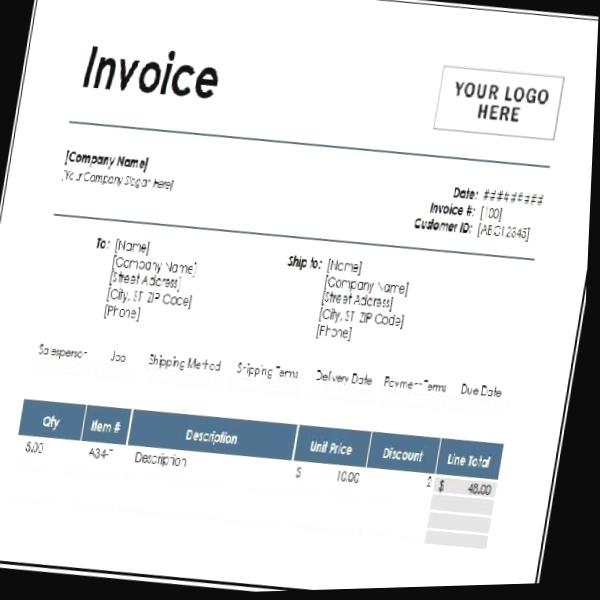 Invoice
YOUR LOGO
HERE
[Company Name]
[Your Company Slogan Here]
Date: #########
Invoice #: [100]
Customer ID: [ABC12345]
To: [Name]
[Company Name]
[Street Address]
[City, ST ZIP Code]
[Phone]
Ship to: [Name]
[Company Name]
[Street Address]
[City, ST ZIP Code]
[Phone]
Salesperson Job Shipping Method Shipping Terms Delivery Date Payment Terms Due Date
Qty Item # Description Unit Price Discount Line Total
5.00 Description $ 10.00 2 $ 48.00